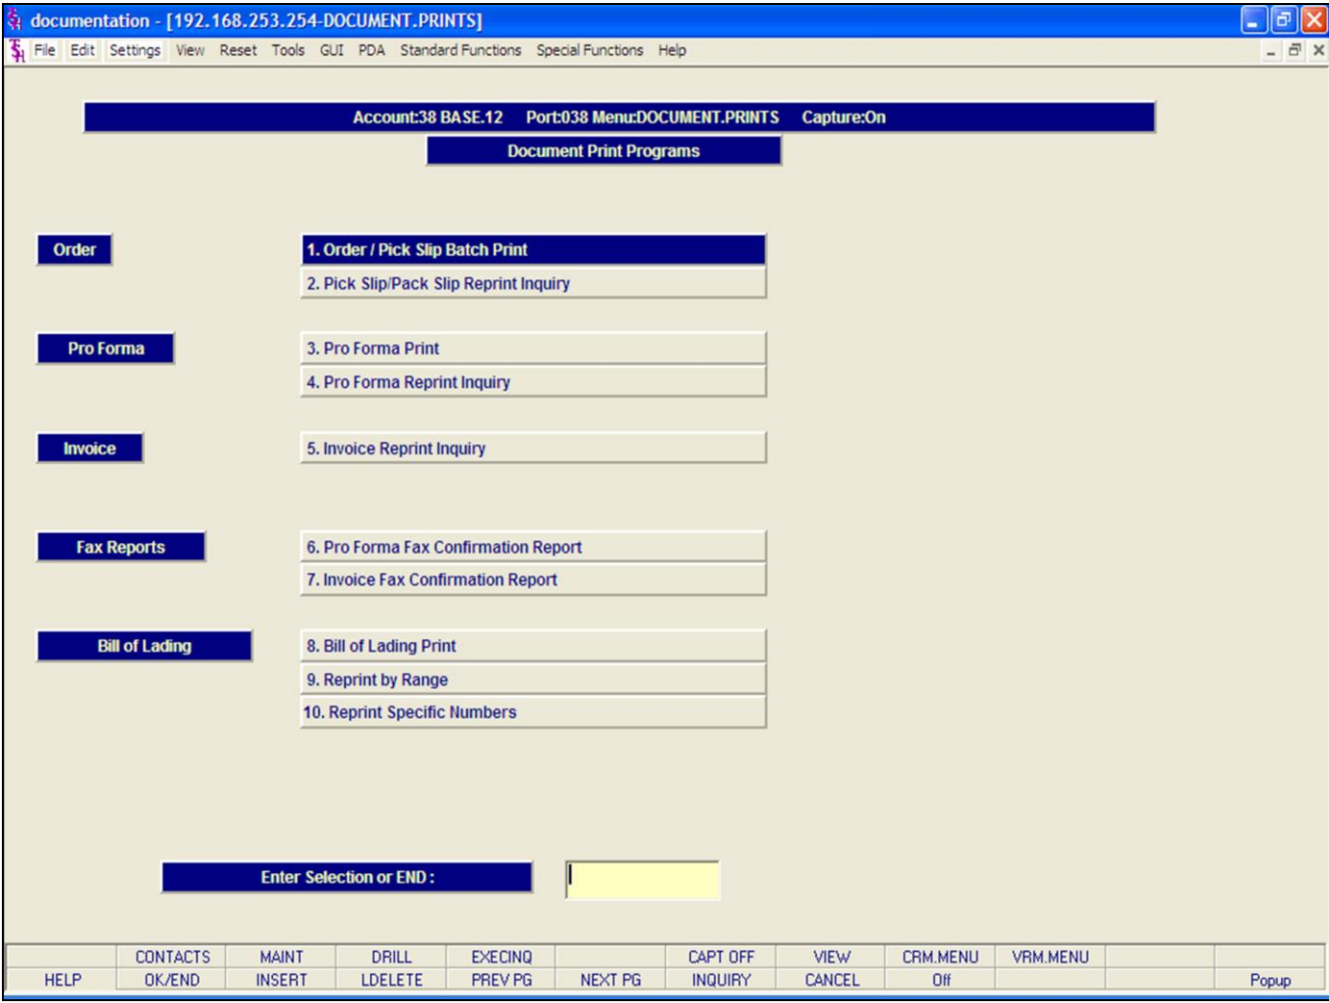 documentation - [192.168.253.254-DOCUMENT.PRINTS]
File Edit Settings View Reset Tools GUI PDA Standard Functions Special Functions Help
Account:38 BASE.12 Port:038 Menu:DOCUMENT.PRINTS Capture:On
Document Print Programs
Order
1. Order / Pick Slip Batch Print
2. Pick Slip/Pack Slip Reprint Inquiry
Pro Forma
3. Pro Forma Print
4. Pro Forma Reprint Inquiry
Invoice
5. Invoice Reprint Inquiry
Fax Reports
6. Pro Forma Fax Confirmation Report
7. Invoice Fax Confirmation Report
Bill of Lading
8. Bill of Lading Print
9. Reprint by Range
10. Reprint Specific Numbers
Enter Selection or END :
CONTACTS MAINT DRILL EXECINQ CAPT OFF VIEW CRM.MENU VRM.MENU
HELP OK/END INSERT LDELETE PREV PG NEXT PG INQUIRY CANCEL Off Popup